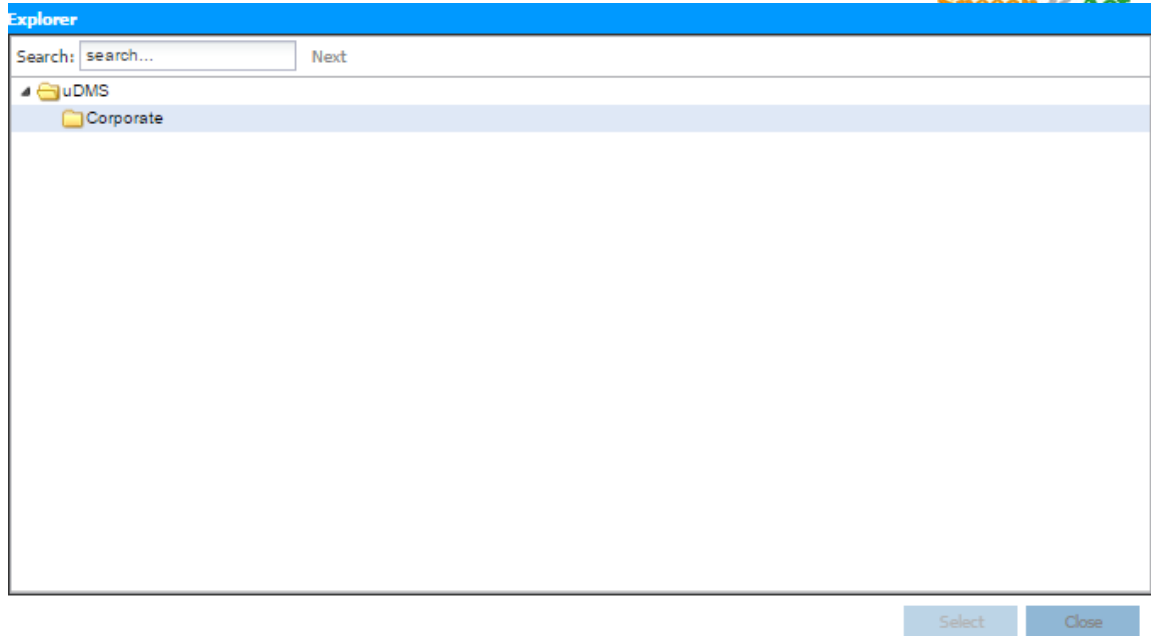 Explorer
Search: search... Next
uDMS
Corporate
Select Close